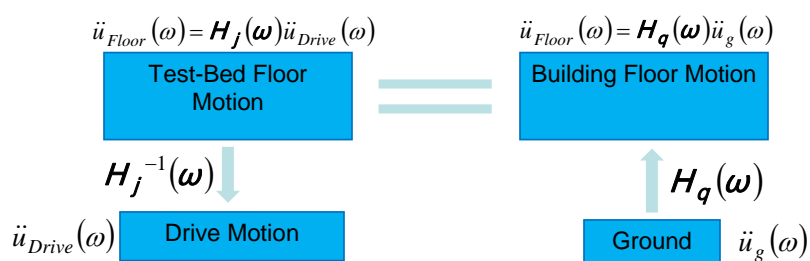 ü_Floor(ω) = H_j(ω)ü_Drive(ω)
Test-Bed Floor
Motion
H_j^{-1}(ω)
ü_Drive(ω)
Drive Motion
ü_Floor(ω) = H_q(ω)ü_g(ω)
Building Floor Motion
H_q(ω)
Ground
ü_g(ω)